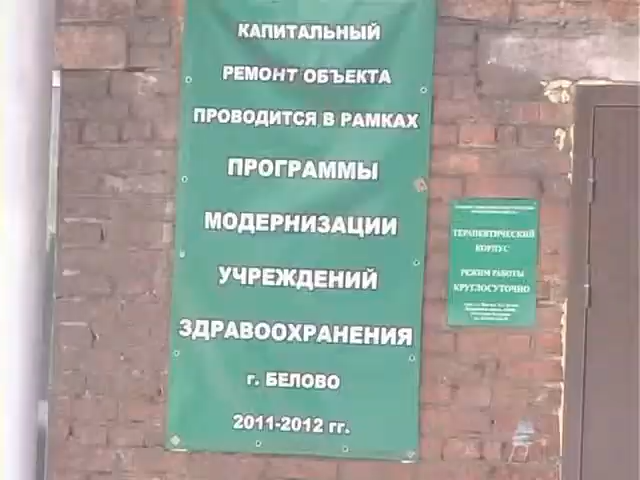 КАПИТАЛЬНЫЙ
РЕМОНТ ОБЪЕКТА
ПРОВОДИТСЯ В РАМКАХ
ПРОГРАММЫ
МОДЕРНИЗАЦИИ
УЧРЕЖДЕНИЙ
ЗДРАВООХРАНЕНИЯ
г. БЕЛОВО
2011-2012 гг.
ТЕРАПЕВТИЧЕСКИЙ
КОРПУС
РЕЖИМ РАБОТЫ
КРУГЛОСУТОЧНО